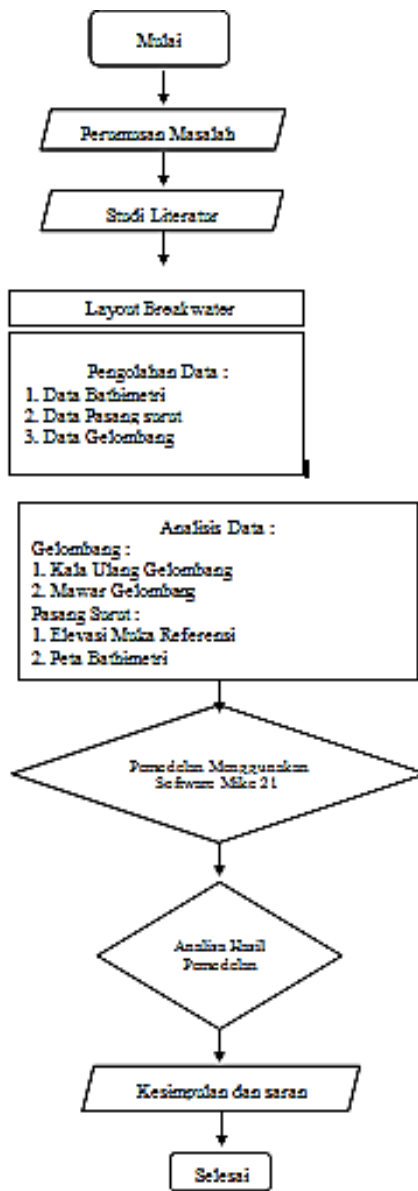 Mulai
Perumusan Masalah
Studi Literatur
Layout Breakwater
Pengolahan Data :
1. Data Bathimetri
2. Data Pasang surut
3. Data Gelombang
Analisis Data :
Gelombang :
1. Kala Ulang Gelombang
2. Mawar Gelombang
Pasang Surut :
1. Elevasi Muka Referensi
2. Peta Bathimetri
Pemodelan Menggunakan
Software Mike 21
Analisa Hasil
Pemodelan
Kesimpulan dan saran
Selesai